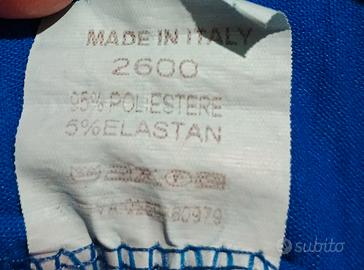 MADE IN ITALY
2600
95% POLIESTERE
5% ELASTAN
subito